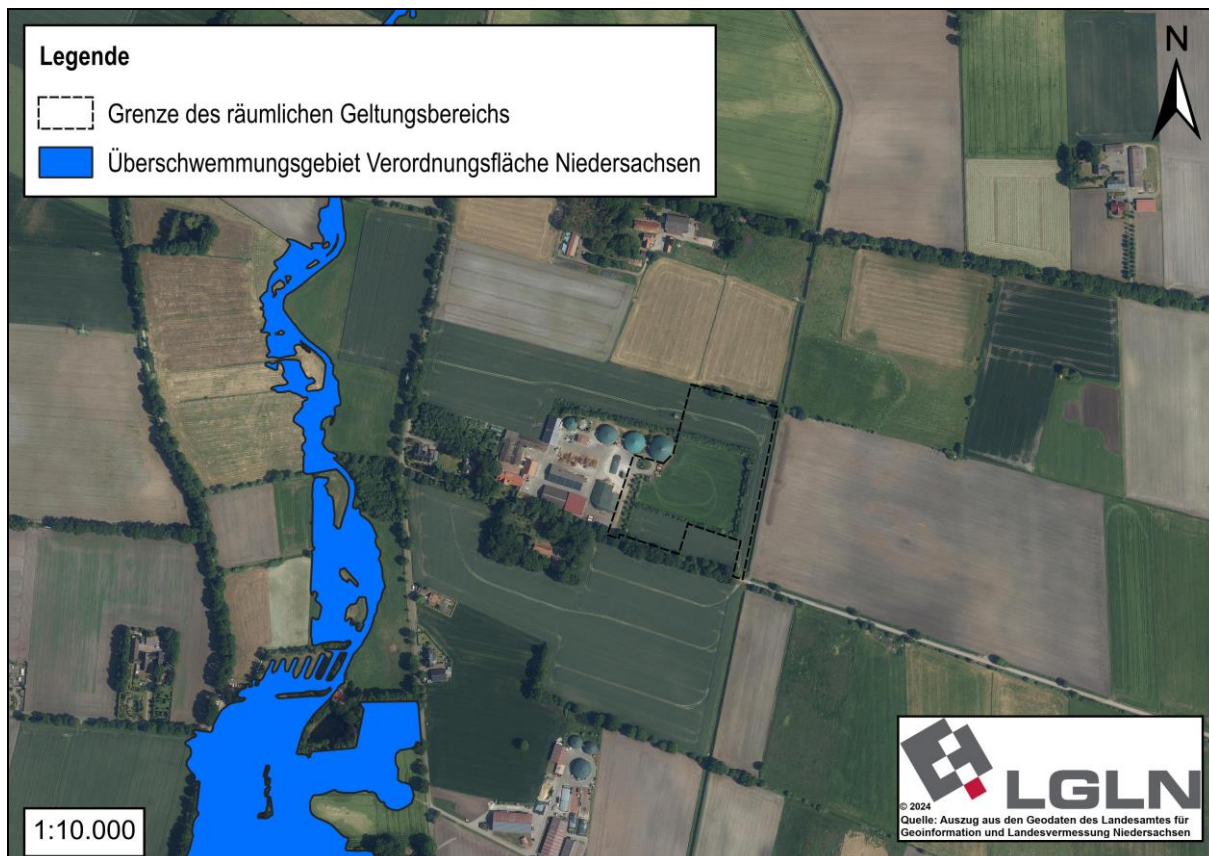 Legende
Grenze des räumlichen Geltungsbereichs
Überschwemmungsgebiet Verordnungsfläche Niedersachsen
N
1:10.000
LGLN
© 2024
Quelle: Auszug aus den Geodaten des Landesamtes für
Geoinformation und Landesvermessung Niedersachsen